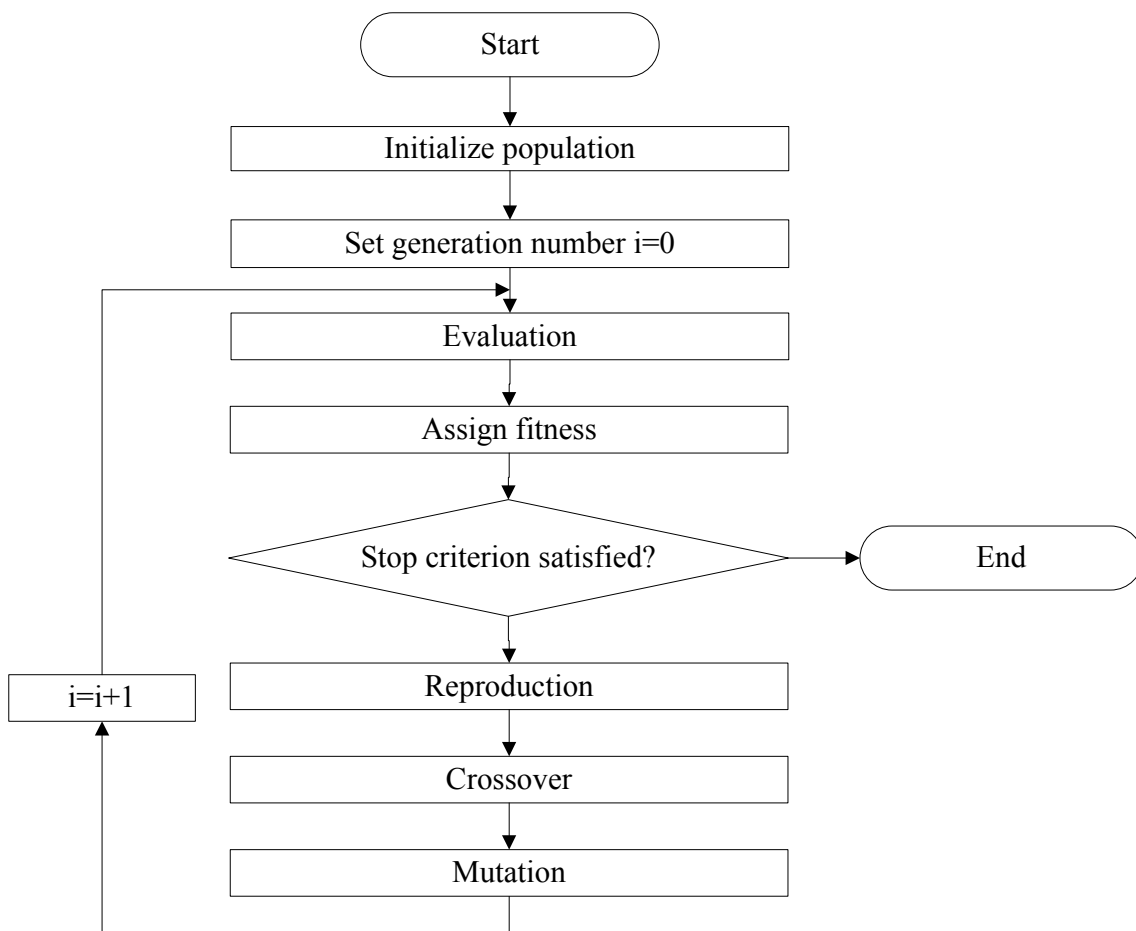 Start
Initialize population
Set generation number i=0
Evaluation
Assign fitness
Stop criterion satisfied?
End
Reproduction
i=i+1
Crossover
Mutation